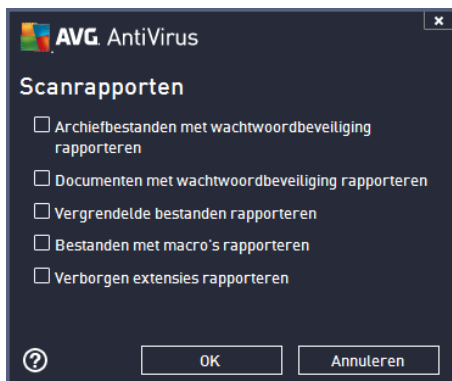 AVG AntiVirus
Scanrapporten
Archiefbestanden met wachtwoordbeveiliging
rapporteren
Documenten met wachtwoordbeveiliging rapporteren
Vergrendelde bestanden rapporteren
Bestanden met macro's rapporteren
Verborgen extensies rapporteren
? OK Annuleren